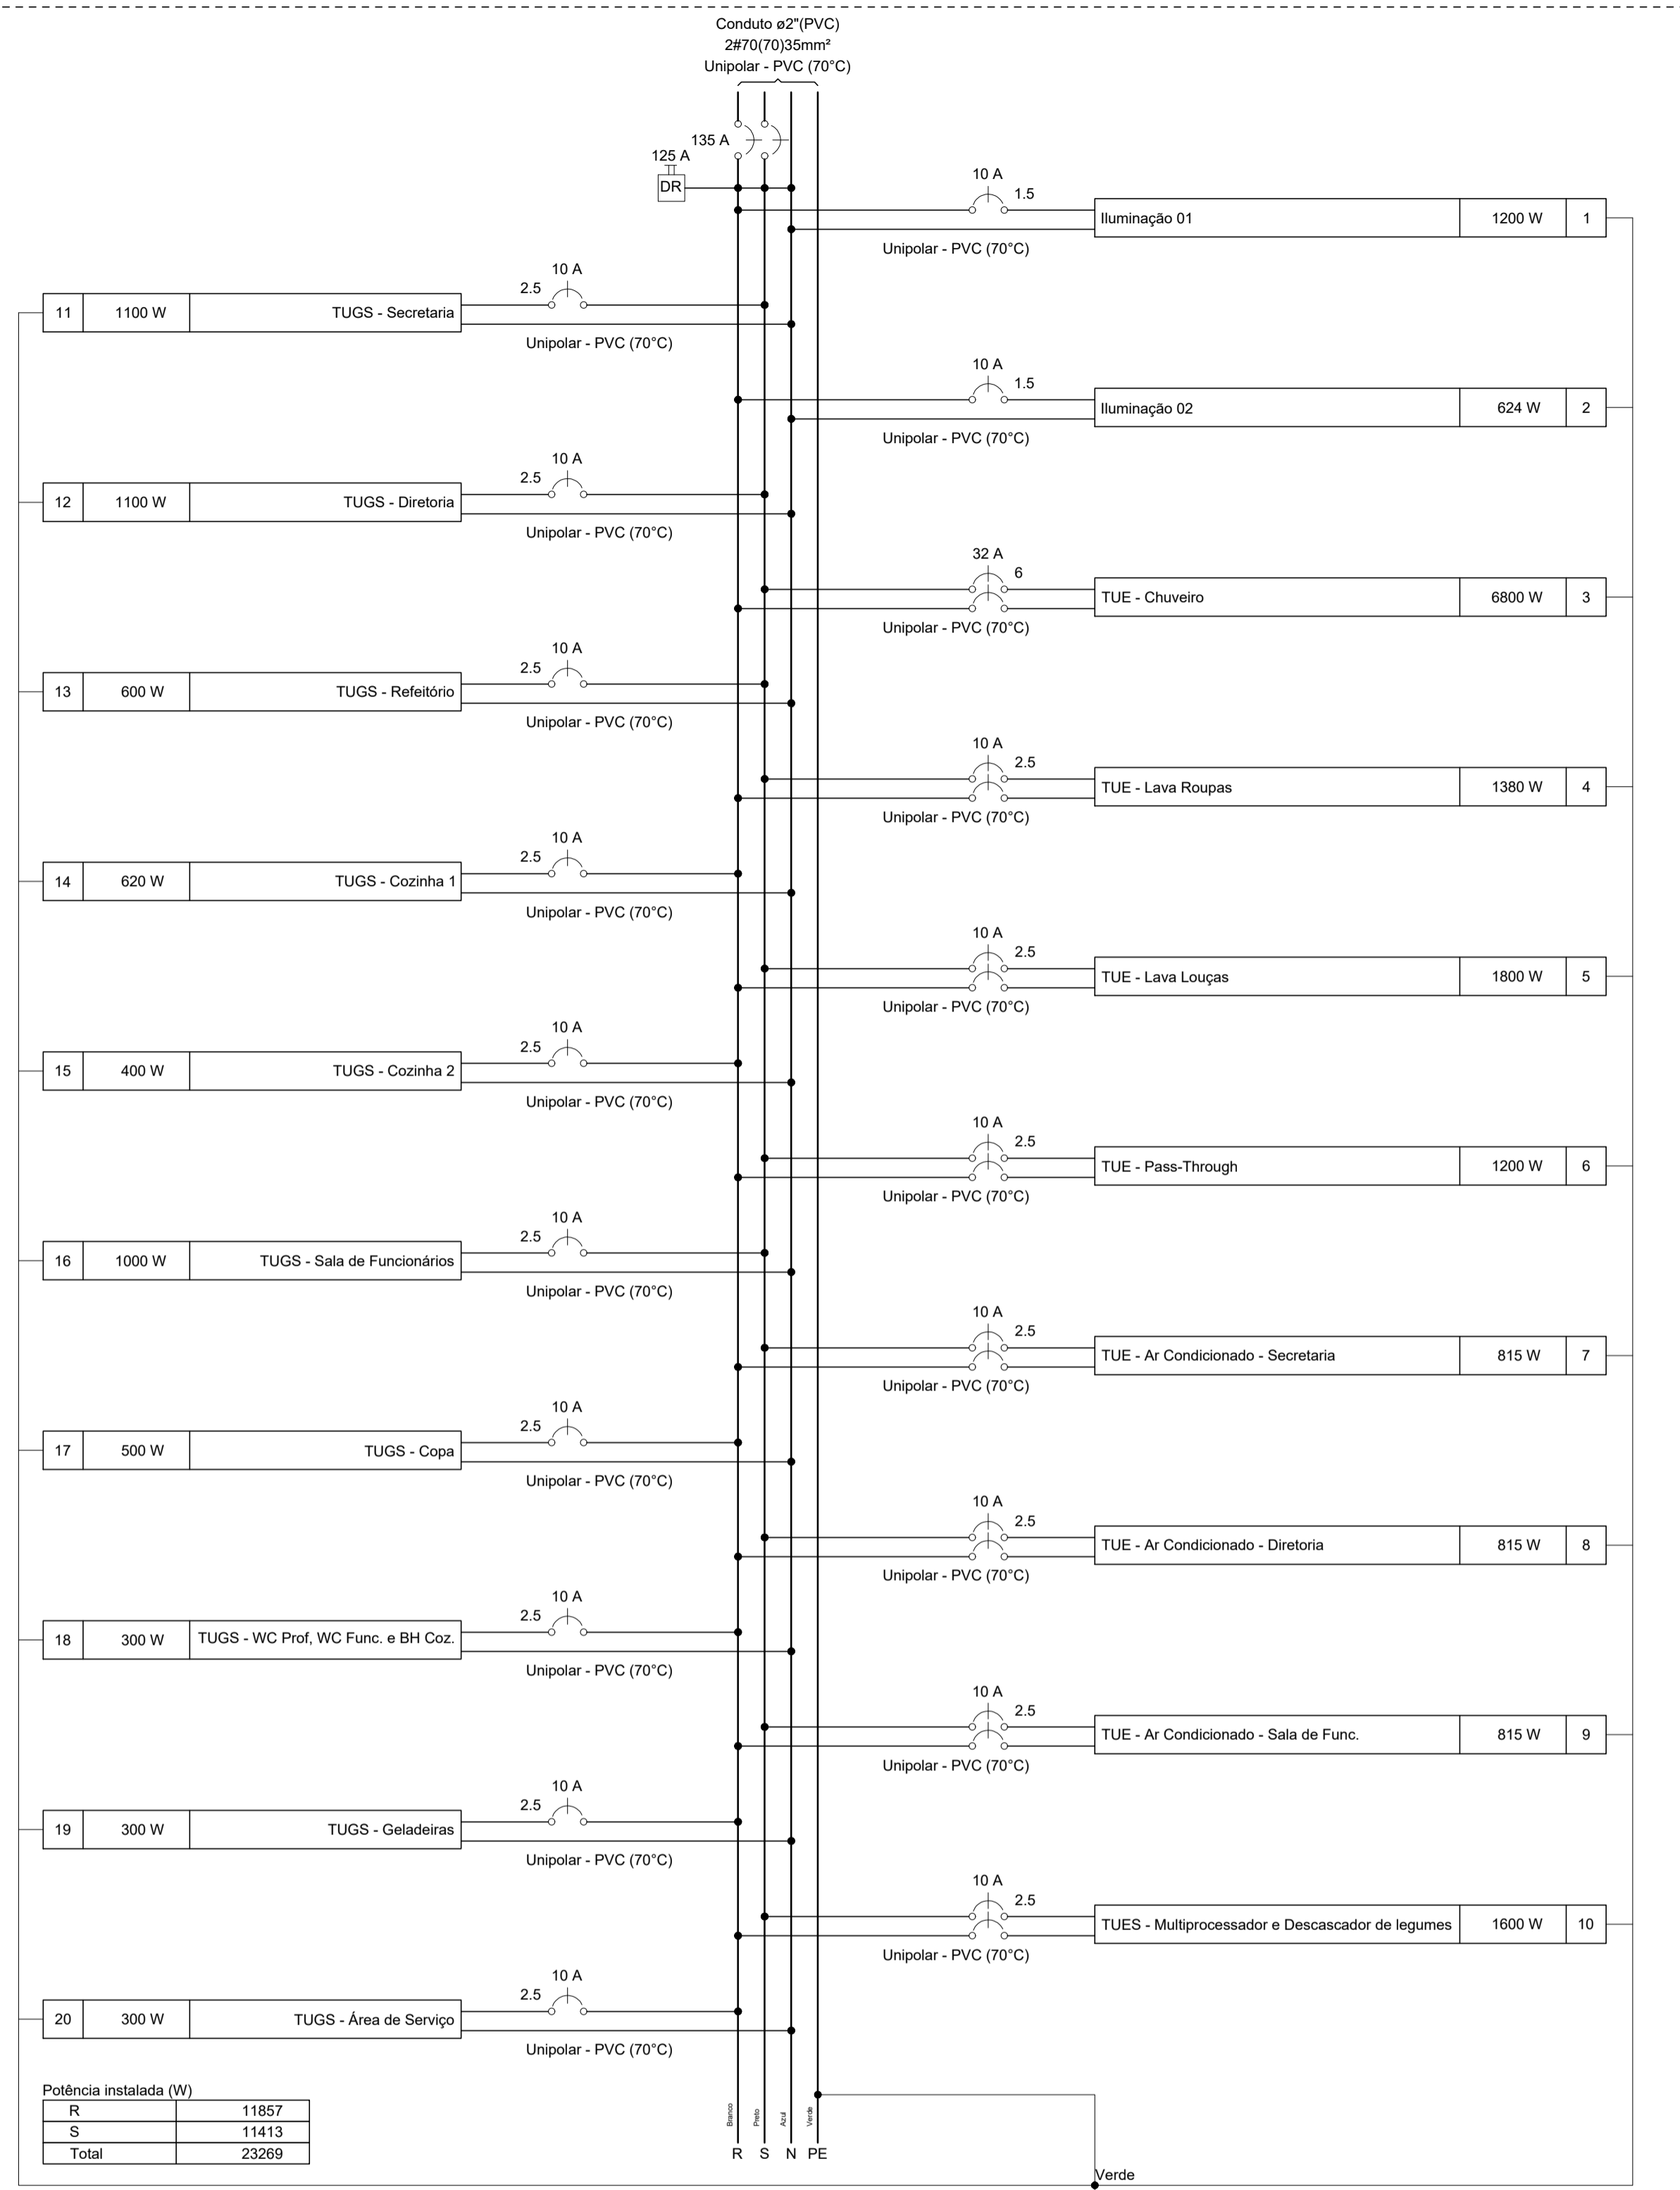 Conduto ø2"(PVC)
2#70(70)35mm²
Unipolar - PVC (70°C)
135 A
125 A
DR
10 A
1.5
Iluminação 01 1200 W 1
Unipolar - PVC (70°C)
10 A
2.5
11 1100 W TUGS - Secretaria
Unipolar - PVC (70°C)
10 A
1.5
Iluminação 02 624 W 2
Unipolar - PVC (70°C)
10 A
2.5
12 1100 W TUGS - Diretoria
Unipolar - PVC (70°C)
32 A
6
TUE - Chuveiro 6800 W 3
Unipolar - PVC (70°C)
10 A
2.5
13 600 W TUGS - Refeitório
Unipolar - PVC (70°C)
10 A
2.5
TUE - Lava Roupas 1380 W 4
Unipolar - PVC (70°C)
10 A
2.5
14 620 W TUGS - Cozinha 1
Unipolar - PVC (70°C)
10 A
2.5
TUE - Lava Louças 1800 W 5
Unipolar - PVC (70°C)
10 A
2.5
15 400 W TUGS - Cozinha 2
Unipolar - PVC (70°C)
10 A
2.5
TUE - Pass-Through 1200 W 6
Unipolar - PVC (70°C)
10 A
2.5
16 1000 W TUGS - Sala de Funcionários
Unipolar - PVC (70°C)
10 A
2.5
TUE - Ar Condicionado - Secretaria 815 W 7
Unipolar - PVC (70°C)
10 A
2.5
17 500 W TUGS - Copa
Unipolar - PVC (70°C)
10 A
2.5
TUE - Ar Condicionado - Diretoria 815 W 8
Unipolar - PVC (70°C)
10 A
2.5
18 300 W TUGS - WC Prof, WC Func. e BH Coz.
Unipolar - PVC (70°C)
10 A
2.5
TUE - Ar Condicionado - Sala de Func. 815 W 9
Unipolar - PVC (70°C)
10 A
2.5
19 300 W TUGS - Geladeiras
Unipolar - PVC (70°C)
10 A
2.5
TUES - Multiprocessador e Descascador de legumes 1600 W 10
Unipolar - PVC (70°C)
10 A
2.5
20 300 W TUGS - Área de Serviço
Unipolar - PVC (70°C)
Potência instalada (W)
R 11857
S 11413
Total 23269
Branco Preto Azul Verde
R S N PE
Verde